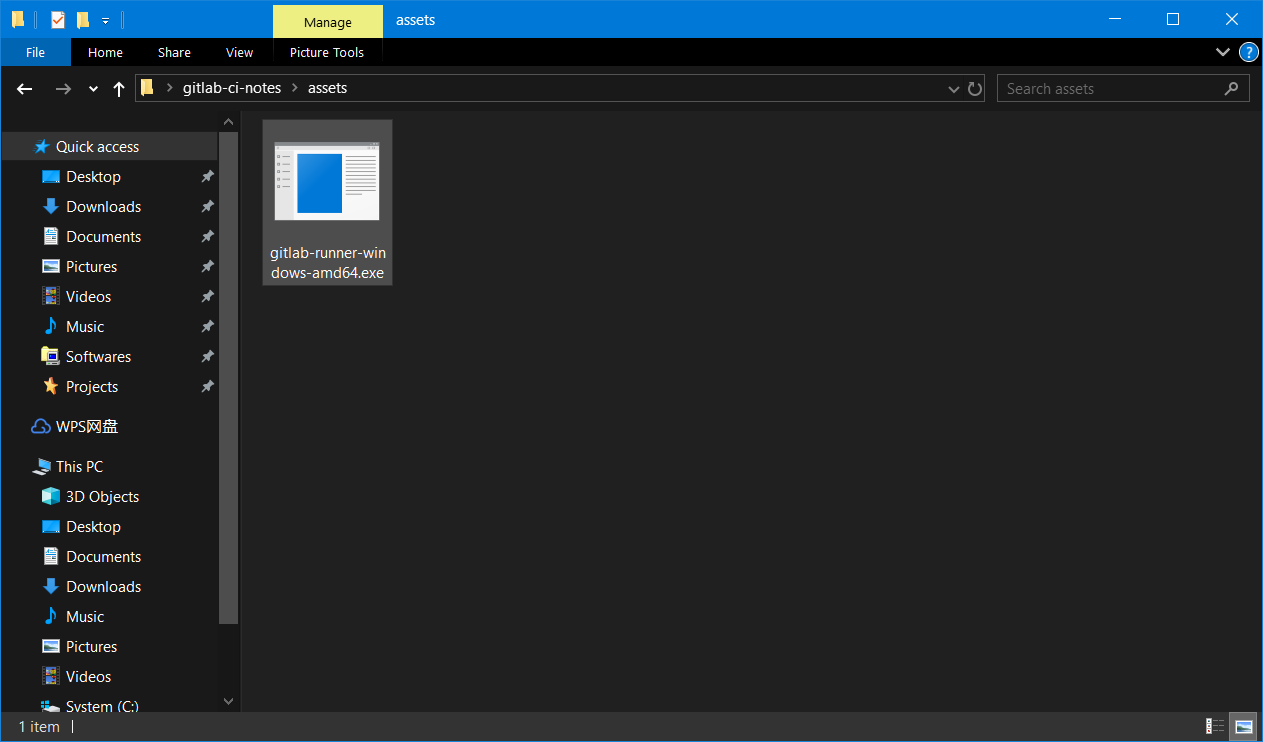 Manage
assets
File
Home
Share
View
Picture Tools
?
gitlab-ci-notes
assets
Search assets
Quick access
Desktop
Downloads
Documents
Pictures
Videos
Music
Softwares
Projects
WPS网盘
This PC
3D Objects
Desktop
Documents
Downloads
Music
Pictures
Videos
System (C:)
gitlab-runner-win
dows-amd64.exe
1 item